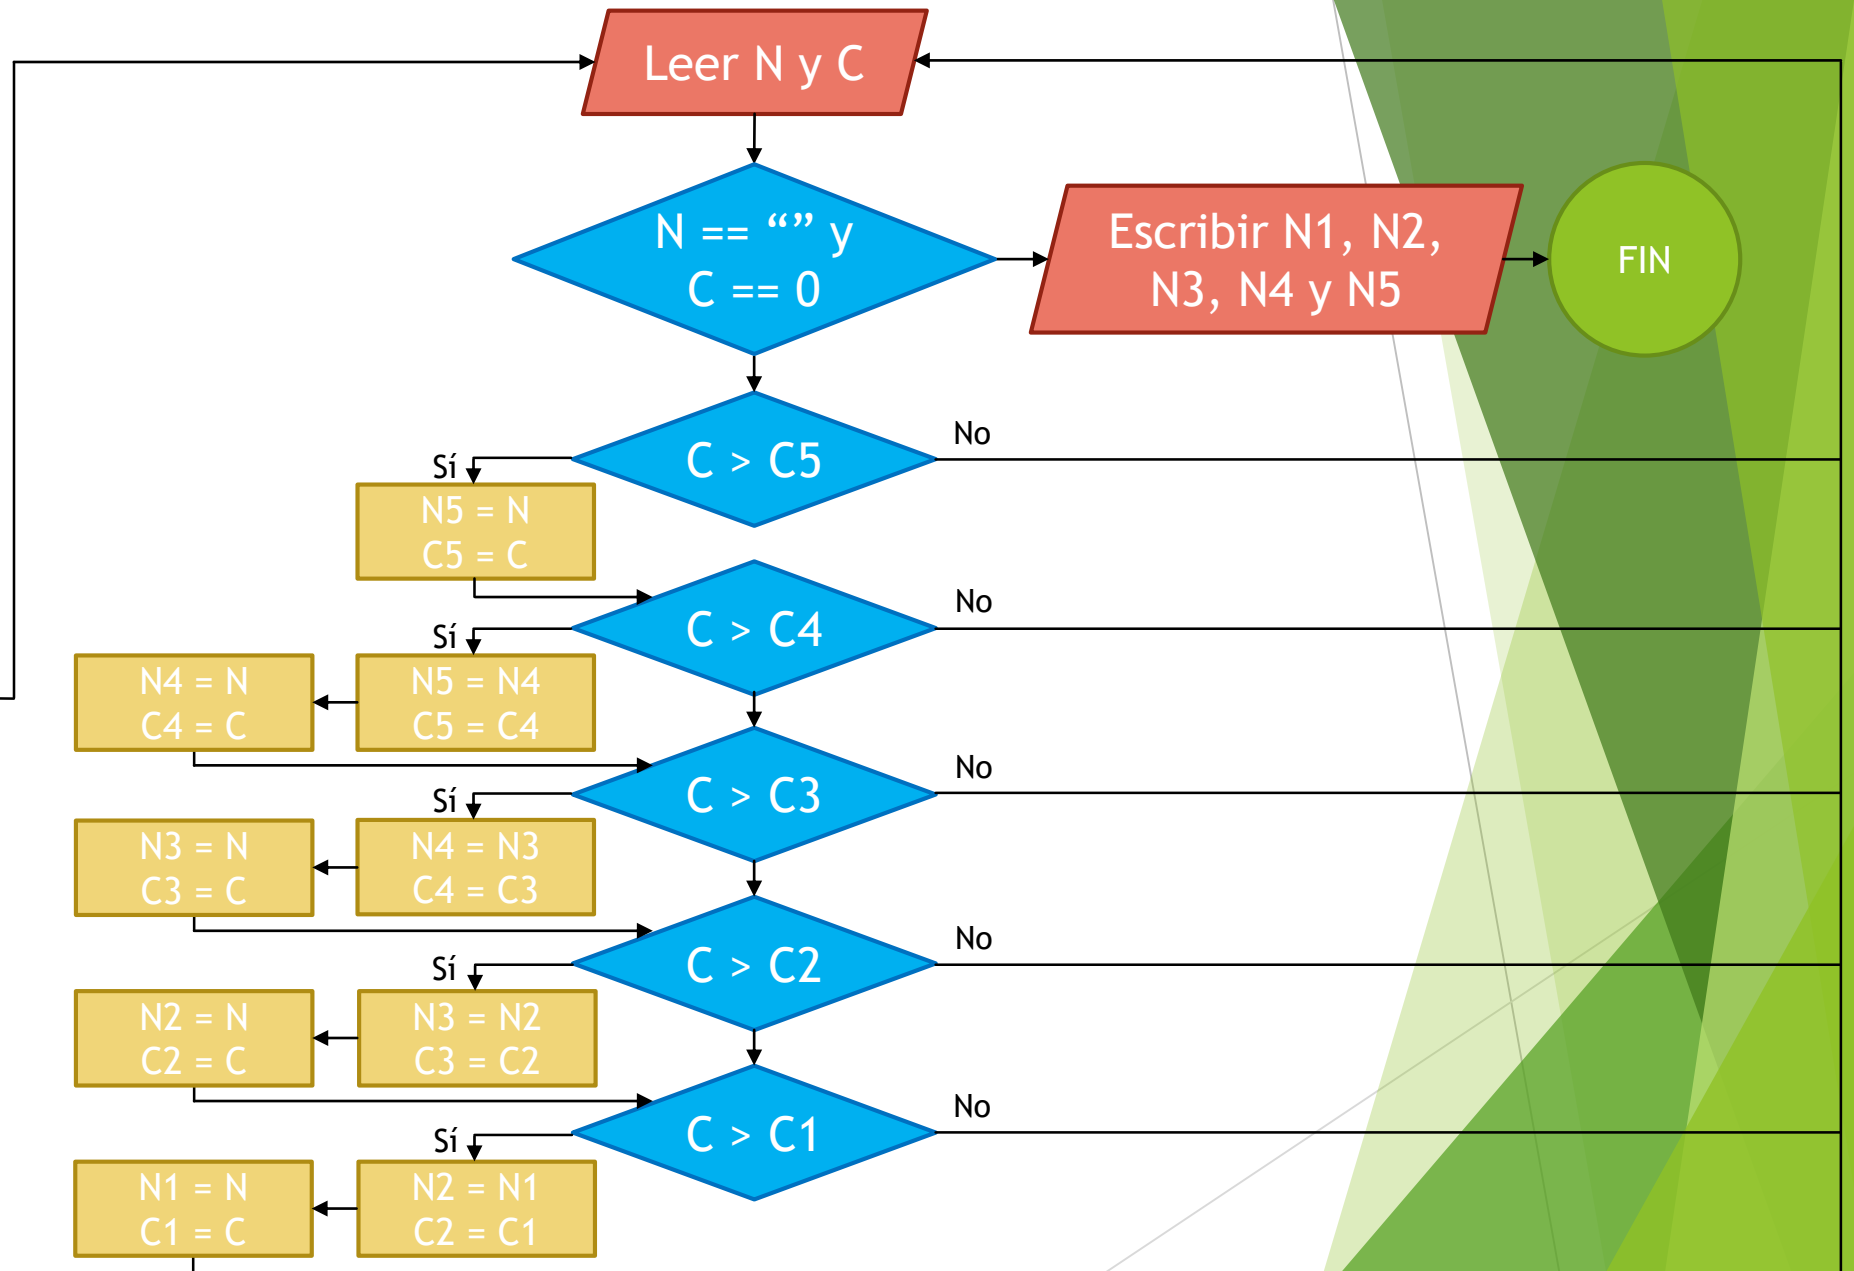 Leer N y C
N == “” y
C == 0
Escribir N1, N2,
N3, N4 y N5
FIN
C > C5
No
Sí
N5 = N
C5 = C
C > C4
No
Sí
N5 = N4
C5 = C4
N4 = N
C4 = C
C > C3
No
Sí
N4 = N3
C4 = C3
N3 = N
C3 = C
C > C2
No
Sí
N3 = N2
C3 = C2
N2 = N
C2 = C
C > C1
No
Sí
N2 = N1
C2 = C1
N1 = N
C1 = C